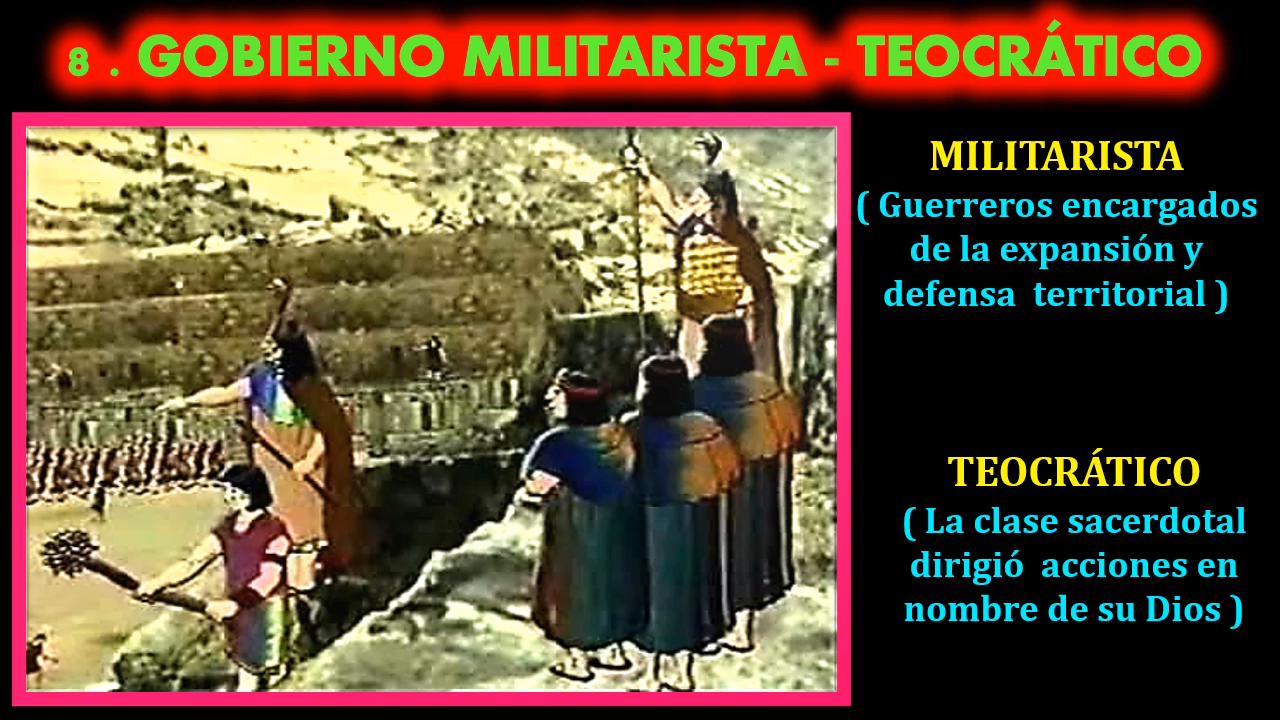 8 . GOBIERNO MILITARISTA - TEOCRÁTICO
MILITARISTA
( Guerreros encargados
de la expansión y
defensa territorial )
TEOCRÁTICO
( La clase sacerdotal
dirigió acciones en
nombre de su Dios )